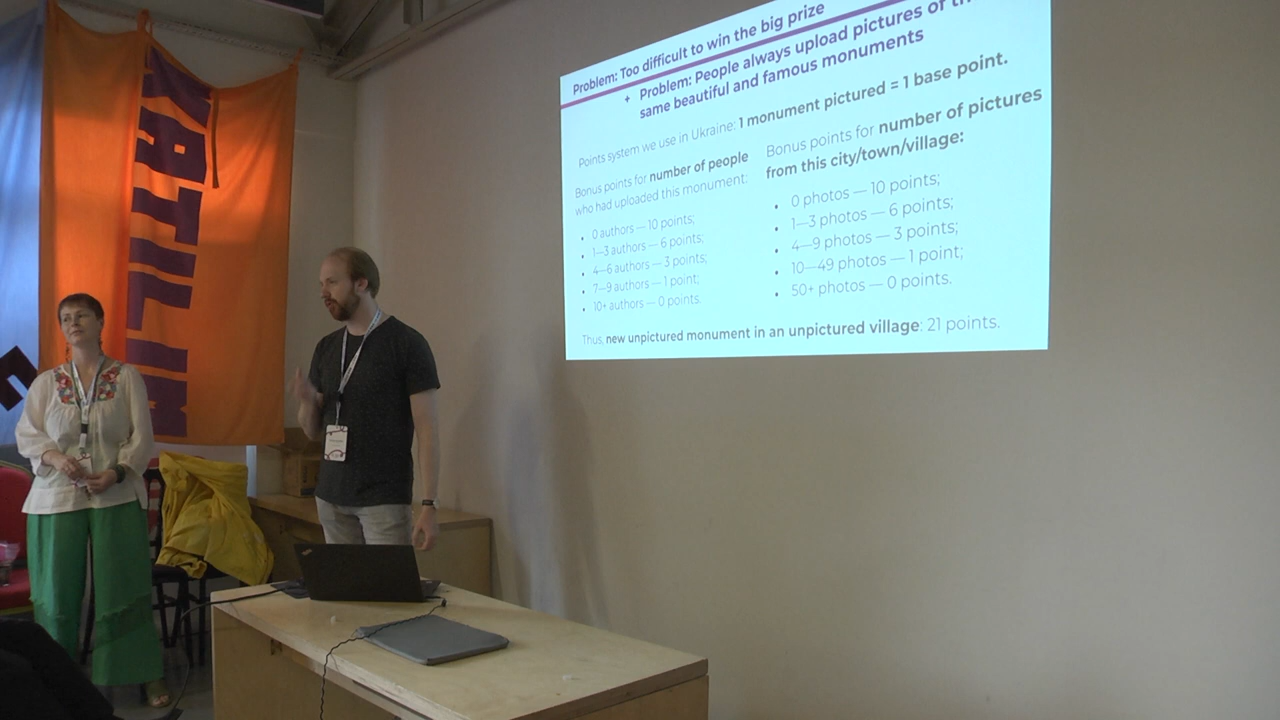 KATILIM
Problem: Too difficult to win the big prize
+ Problem: People always upload pictures of
same beautiful and famous monuments
Points system we use in Ukraine: 1 monument pictured = 1 base point.
Bonus points for number of people
who had uploaded this monument:
• 0 authors — 10 points;
• 1—3 authors — 6 points;
• 4—6 authors — 3 points;
• 7—9 authors — 1 point;
• 10+ authors — 0 points.
Bonus points for number of pictures
from this city/town/village:
• 0 photos — 10 points;
• 1—3 photos — 6 points;
• 4—9 photos — 3 points;
• 10—49 photos — 1 point;
• 50+ photos — 0 points.
Thus, new unpictured monument in an unpictured village: 21 points.